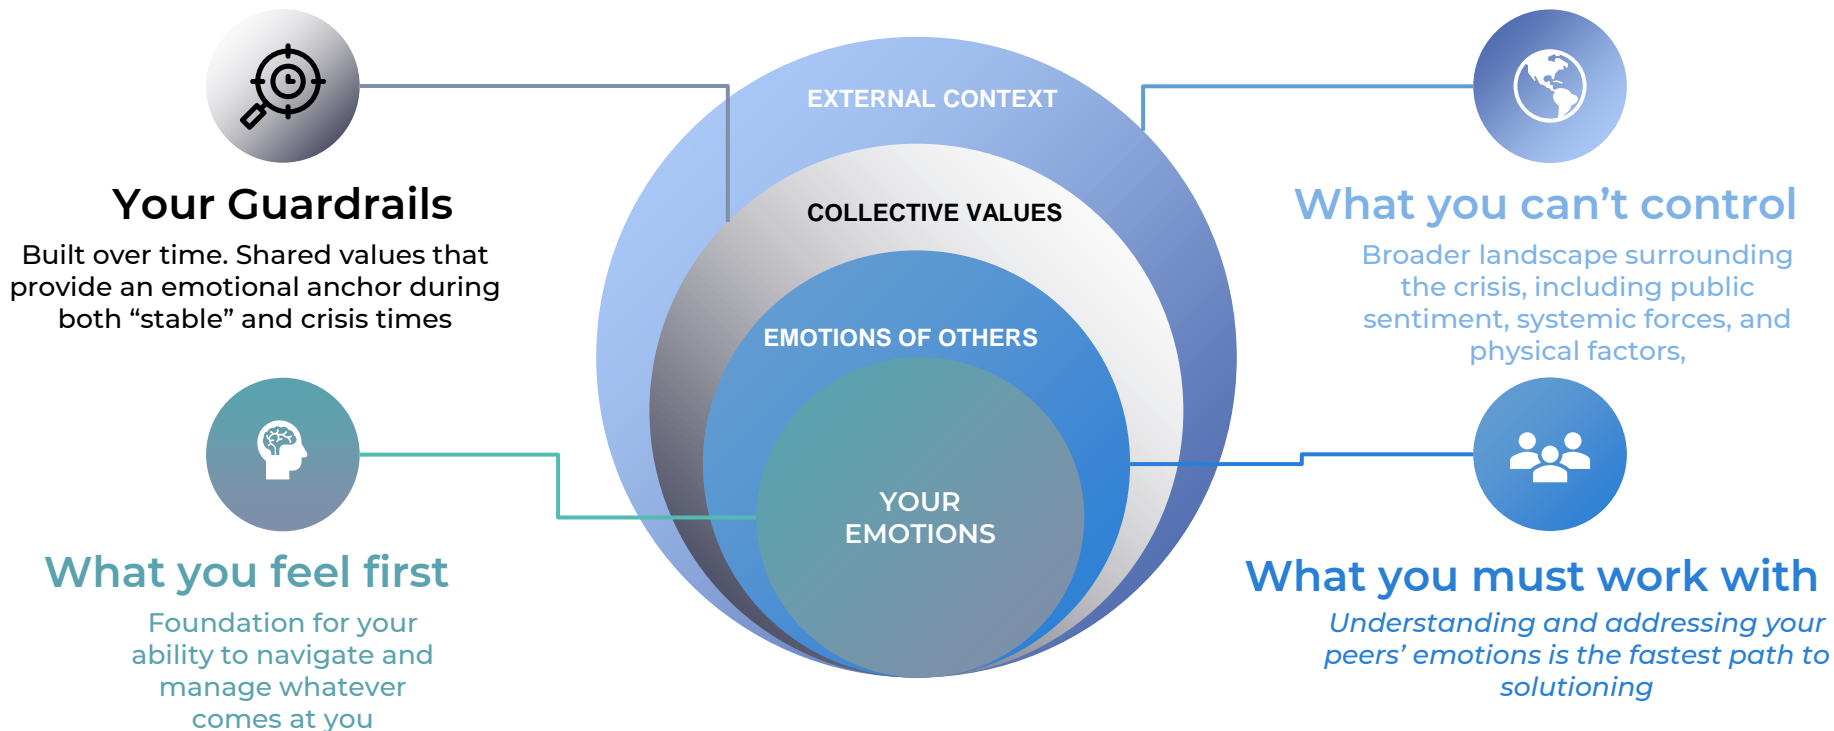 EXTERNAL CONTEXT
COLLECTIVE VALUES
EMOTIONS OF OTHERS
YOUR
EMOTIONS
Your Guardrails
Built over time. Shared values that
provide an emotional anchor during
both “stable” and crisis times
What you feel first
Foundation for your
ability to navigate and
manage whatever
comes at you
What you can’t control
Broader landscape surrounding
the crisis, including public
sentiment, systemic forces, and
physical factors,
What you must work with
Understanding and addressing your
peers’ emotions is the fastest path to
solutioning